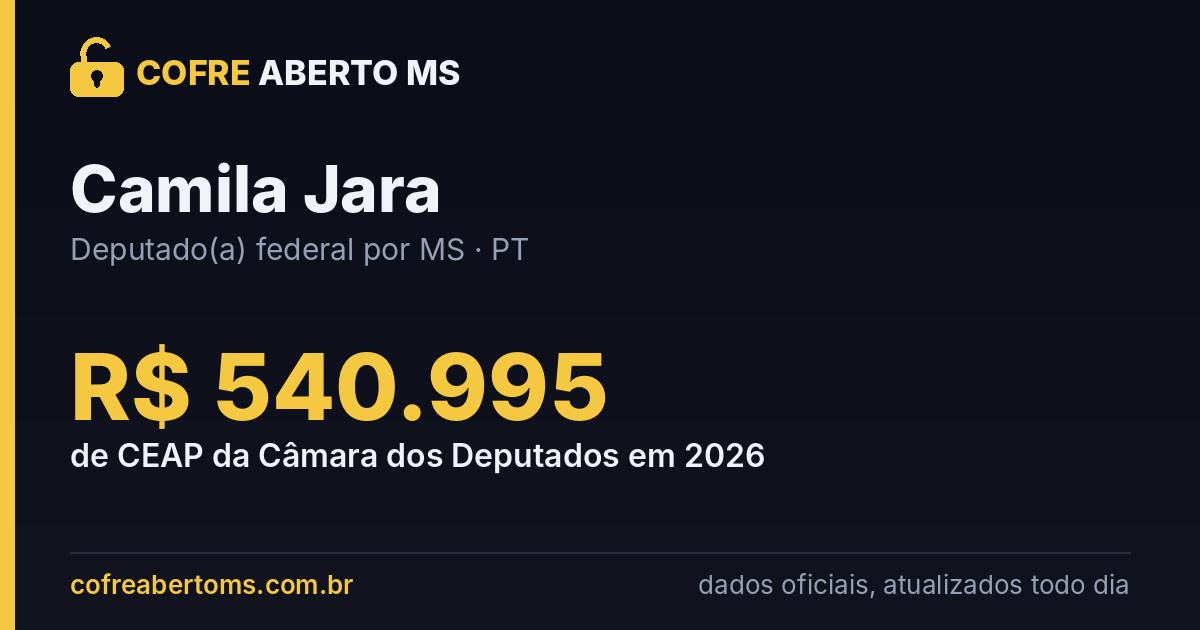 COFRE ABERTO MS
Camila Jara
Deputado(a) federal por MS · PT
R$ 540.995
de CEAP da Câmara dos Deputados em 2026
cofreabertoms.com.br
dados oficiais, atualizados todo dia